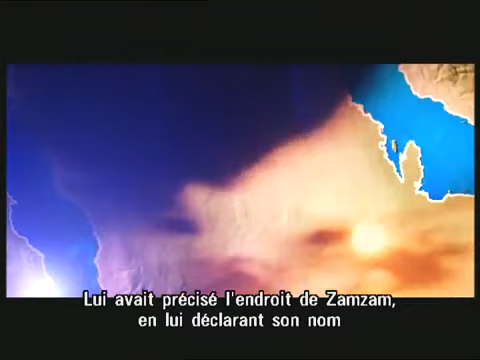 Lui avait précisé l'endroit de Zamzam,
en lui déclarant son nom